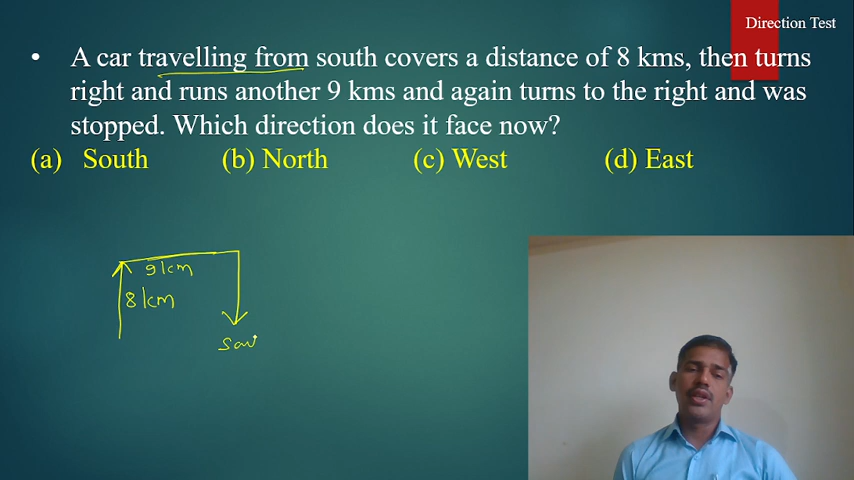 Direction Test
• A car travelling from south covers a distance of 8 kms, then turns
right and runs another 9 kms and again turns to the right and was
stopped. Which direction does it face now?
(a) South (b) North (c) West (d) East
9 km
8 km
sou